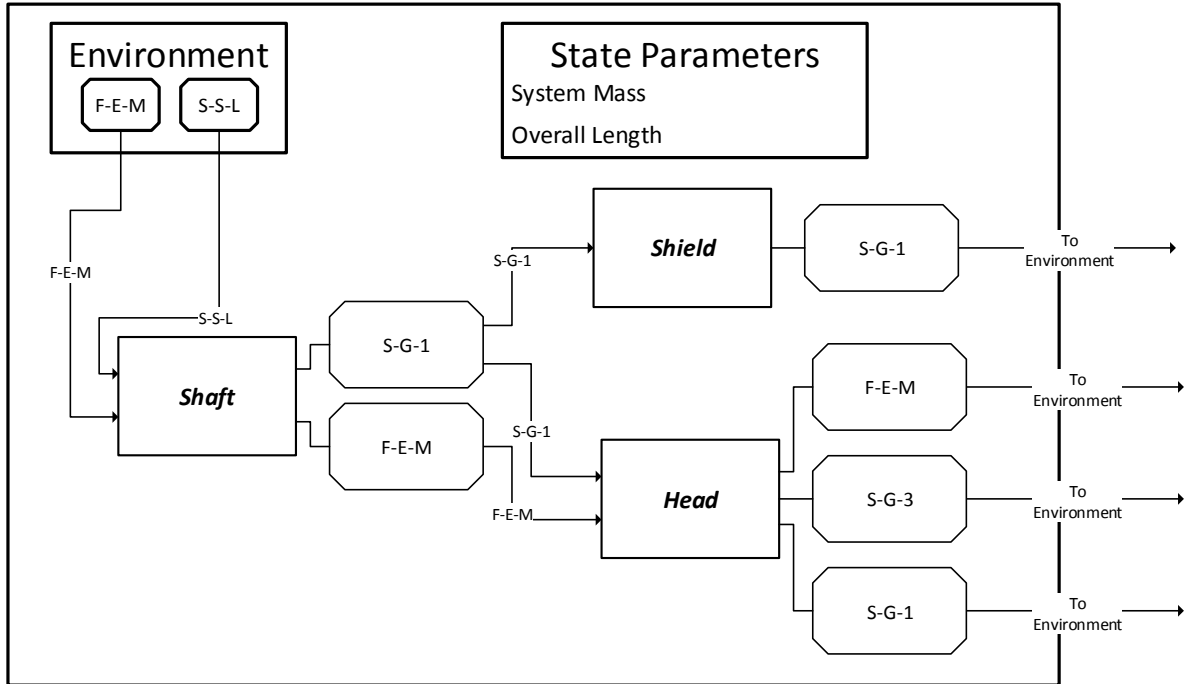 Environment
F-E-M
S-S-L
State Parameters
System Mass
Overall Length
F-E-M
S-S-L
Shaft
S-G-1
F-E-M
S-G-1
S-G-1
F-E-M
Shield
S-G-1
To
Environment
Head
F-E-M
To
Environment
S-G-3
To
Environment
S-G-1
To
Environment